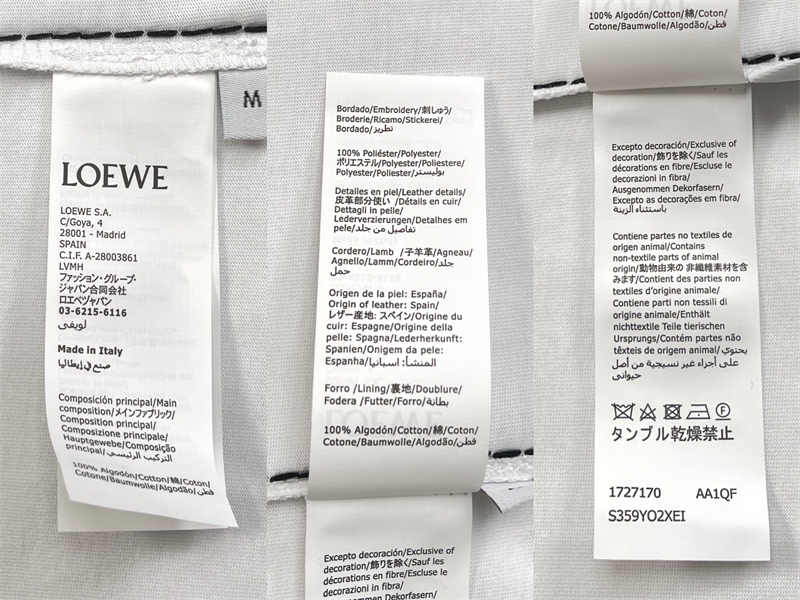 M
LOEWE
LOEWE S.A.
C/Goya, 4
28001 - Madrid
SPAIN
C.I.F. A-28003861
LVMH
ファッション・グループ・
ジャパン合同会社
ロエベジャパン
03-6215-6116
لويفي
Made in Italy
صنع في إيطاليا
Composición principal/Main
composition/メインファブリック/
Composition principal/
Composizione principale/
Hauptgewebe/Composição
principal/التركيب الرئيسي
100% Algodón/Cotton/綿/Coton/
Cotone/Baumwolle/Algodão/قطن
Bordado/Embroidery/刺しゅう/
Broderie/Ricamo/Stickerei/
Bordado/تطريز
100% Poliéster/Polyester/
ポリエステル/Polyester/Poliestere/
Polyester/Poliester/بوليستر
Detalles en piel/Leather details/
皮革部分使い /Détails en cuir/
Dettagli in pelle/
Lederverzierungen/Detalhes em
pele/تفاصيل من جلد
Cordero/Lamb /子羊革/Agneau/
Agnello/Lamm/Cordeiro/جلد
حمل
Origen de la piel: España/
Origin of leather: Spain/
レザー産地: スペイン/Origine du
cuir: Espagne/Origine della
pelle: Spagna/Lederherkunft:
Spanien/Origem da pele:
Espanha/المنشأ: اسبانيا
Forro /Lining/裏地/Doublure/
Fodera /Futter/Forro/بطانة
100% Algodón/Cotton/綿/Coton/
Cotone/Baumwolle/Algodão/قطن
Excepto decoración/Exclusive of
decoration/飾りを除く/Sauf les
décorations en fibre/Escluse le
decorazioni in fibra/
Ausgenommen Dekorfasern/
100% Algodón/Cotton/綿/Coton/
Cotone/Baumwolle/Algodão/قطن
Excepto decoración/Exclusive of
decoration/飾りを除く/Sauf les
décorations en fibre/Escluse le
decorazioni in fibra/
Ausgenommen Dekorfasern/
Excepto as decorações em fibra/
باستثناء ألياف الزينة
Contiene partes no textiles de
origen animal/Contains
non-textile parts of animal
origin/動物由来の 非繊維素材を含
みます/Contient des parties non
textiles d'origine animale/
Contiene parti non tessili di
origine animale/Enthält
nichttextile Teile tierischen
Ursprungs/Contém partes não
têxteis de origem animal/يحتوي
على أجزاء غير نسيجية من أصل
حيواني
タンブル乾燥禁止
1727170 AA1QF
S359YO2XEI